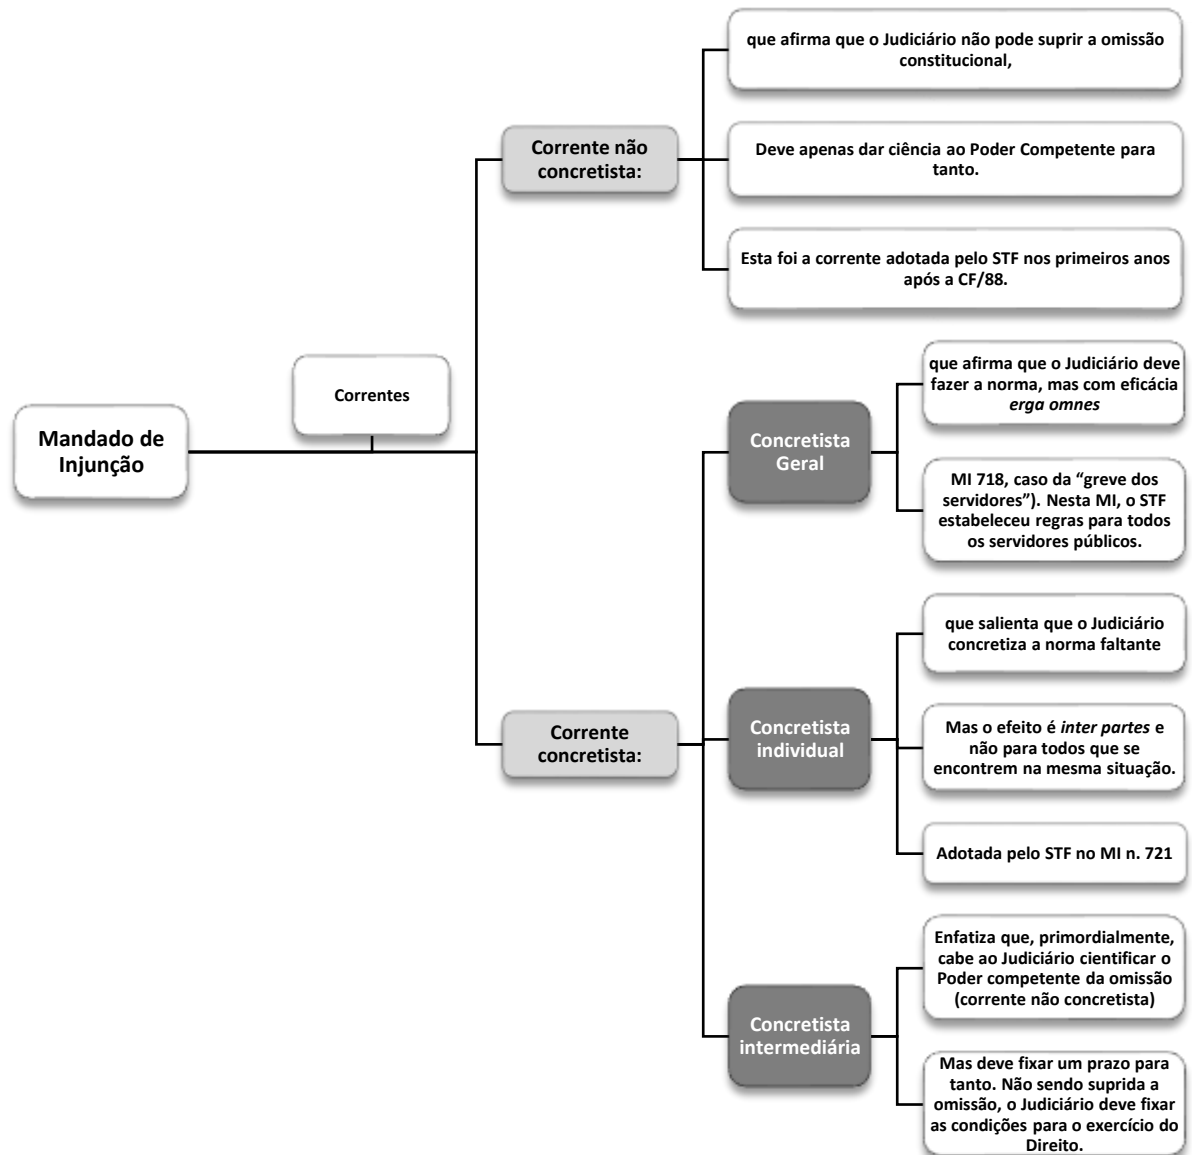 Mandado de
Injunção
Correntes
Corrente não
concretista:
que afirma que o Judiciário não pode suprir a omissão
constitucional,
Deve apenas dar ciência ao Poder Competente para
tanto.
Esta foi a corrente adotada pelo STF nos primeiros anos
após a CF/88.
Corrente
concretista:
Concretista
Geral
que afirma que o Judiciário deve
fazer a norma, mas com eficácia
erga omnes
MI 718, caso da “greve dos
servidores”). Nesta MI, o STF
estabeleceu regras para todos
os servidores públicos.
Concretista
individual
que salienta que o Judiciário
concretiza a norma faltante
Mas o efeito é inter partes e
não para todos que se
encontrem na mesma situação.
Adotada pelo STF no MI n. 721
Concretista
intermediária
Enfatiza que, primordialmente,
cabe ao Judiciário cientificar o
Poder competente da omissão
(corrente não concretista)
Mas deve fixar um prazo para
tanto. Não sendo suprida a
omissão, o Judiciário deve fixar
as condições para o exercício do
Direito.